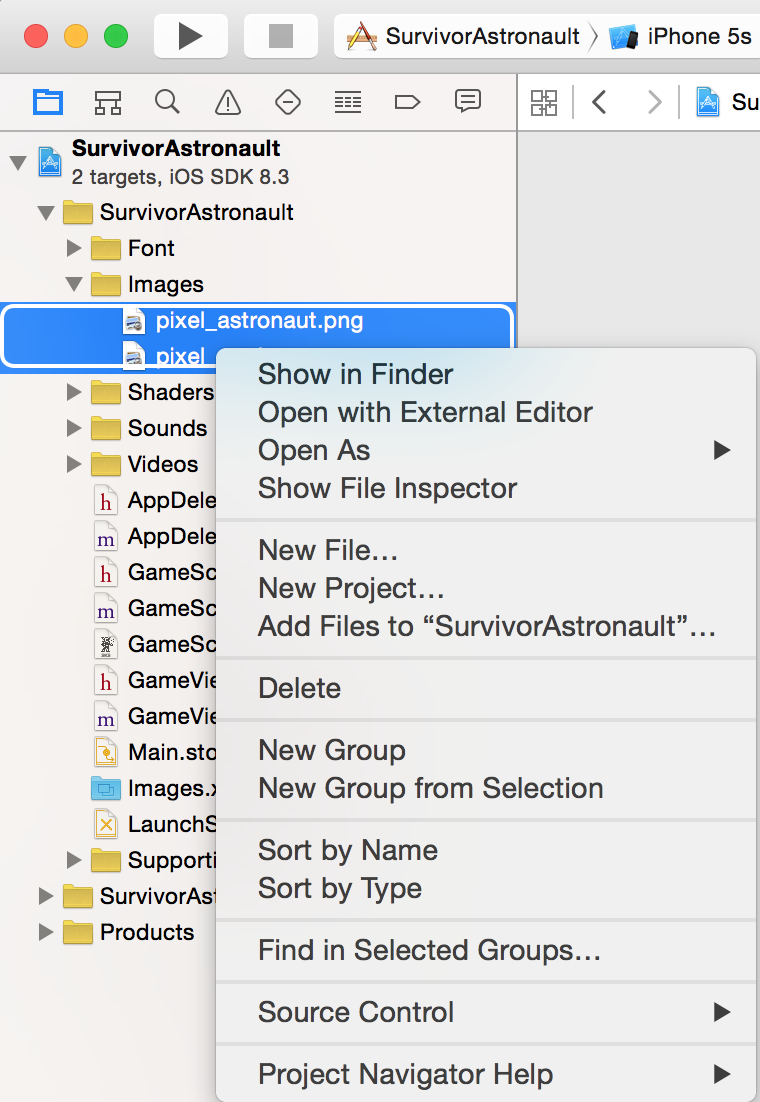 SurvivorAstronault
iPhone 5s
Su
SurvivorAstronault
2 targets, iOS SDK 8.3
SurvivorAstronault
Font
Images
pixel_astronaut.png
pixel_
Shaders
Sounds
Videos
h AppDele
m AppDele
h GameSc
m GameSc
GameSc
h GameVie
m GameVie
Main.sto
Images.x
LaunchS
Supporti
SurvivorAst
Products
Show in Finder
Open with External Editor
Open As
Show File Inspector
New File…
New Project…
Add Files to “SurvivorAstronault”…
Delete
New Group
New Group from Selection
Sort by Name
Sort by Type
Find in Selected Groups…
Source Control
Project Navigator Help